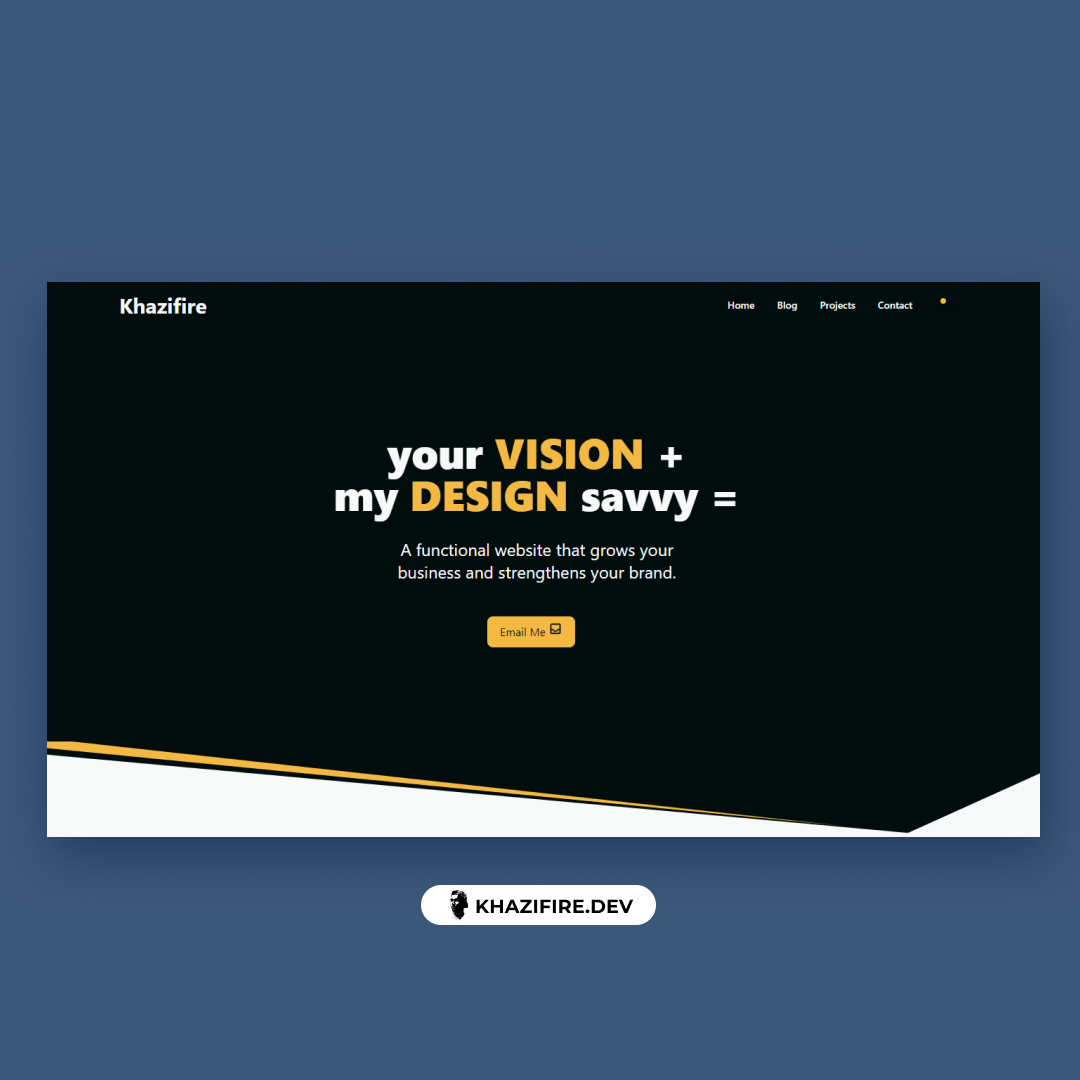 Khazifire
Home Blog Projects Contact
your VISION +
my DESIGN savvy =
A functional website that grows your
business and strengthens your brand.
Email Me
KHAZIFIRE.DEV